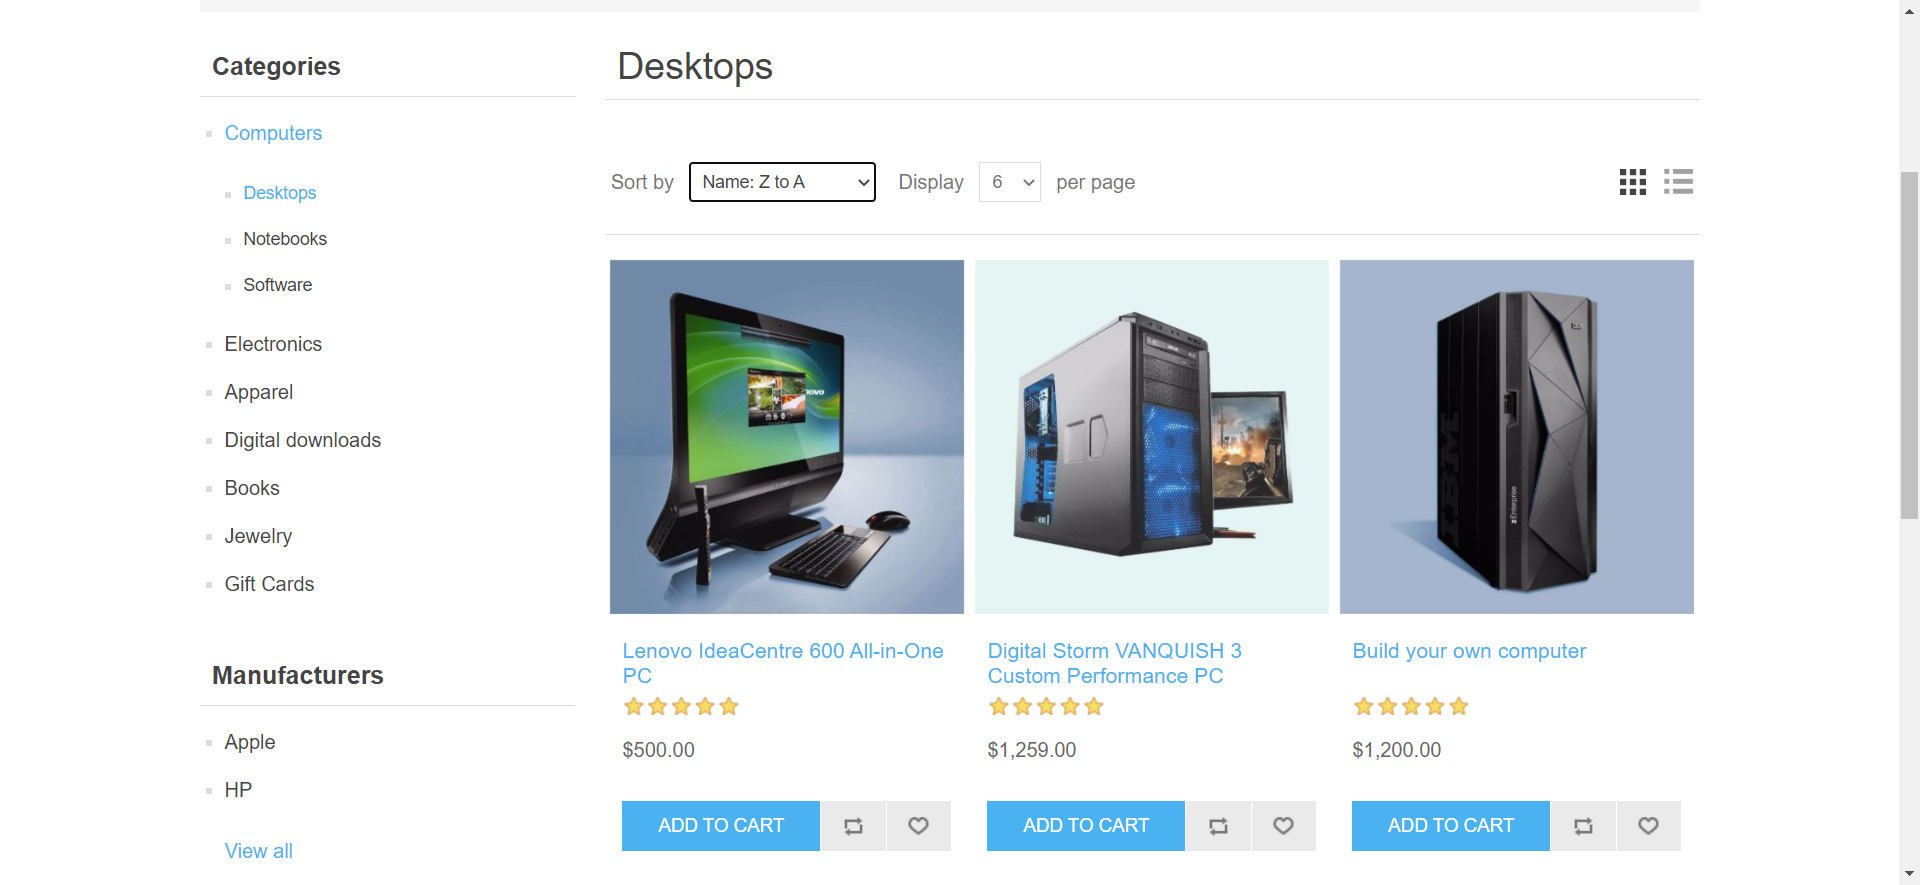 Categories
Computers
Desktops
Notebooks
Software
Electronics
Apparel
Digital downloads
Books
Jewelry
Gift Cards
Manufacturers
Apple
HP
View all
Desktops
Sort by Name: Z to A Display 6 per page
IBM
zEnterprise
Lenovo IdeaCentre 600 All-in-One
PC
$500.00
ADD TO CART
Digital Storm VANQUISH 3
Custom Performance PC
$1,259.00
ADD TO CART
Build your own computer
$1,200.00
ADD TO CART